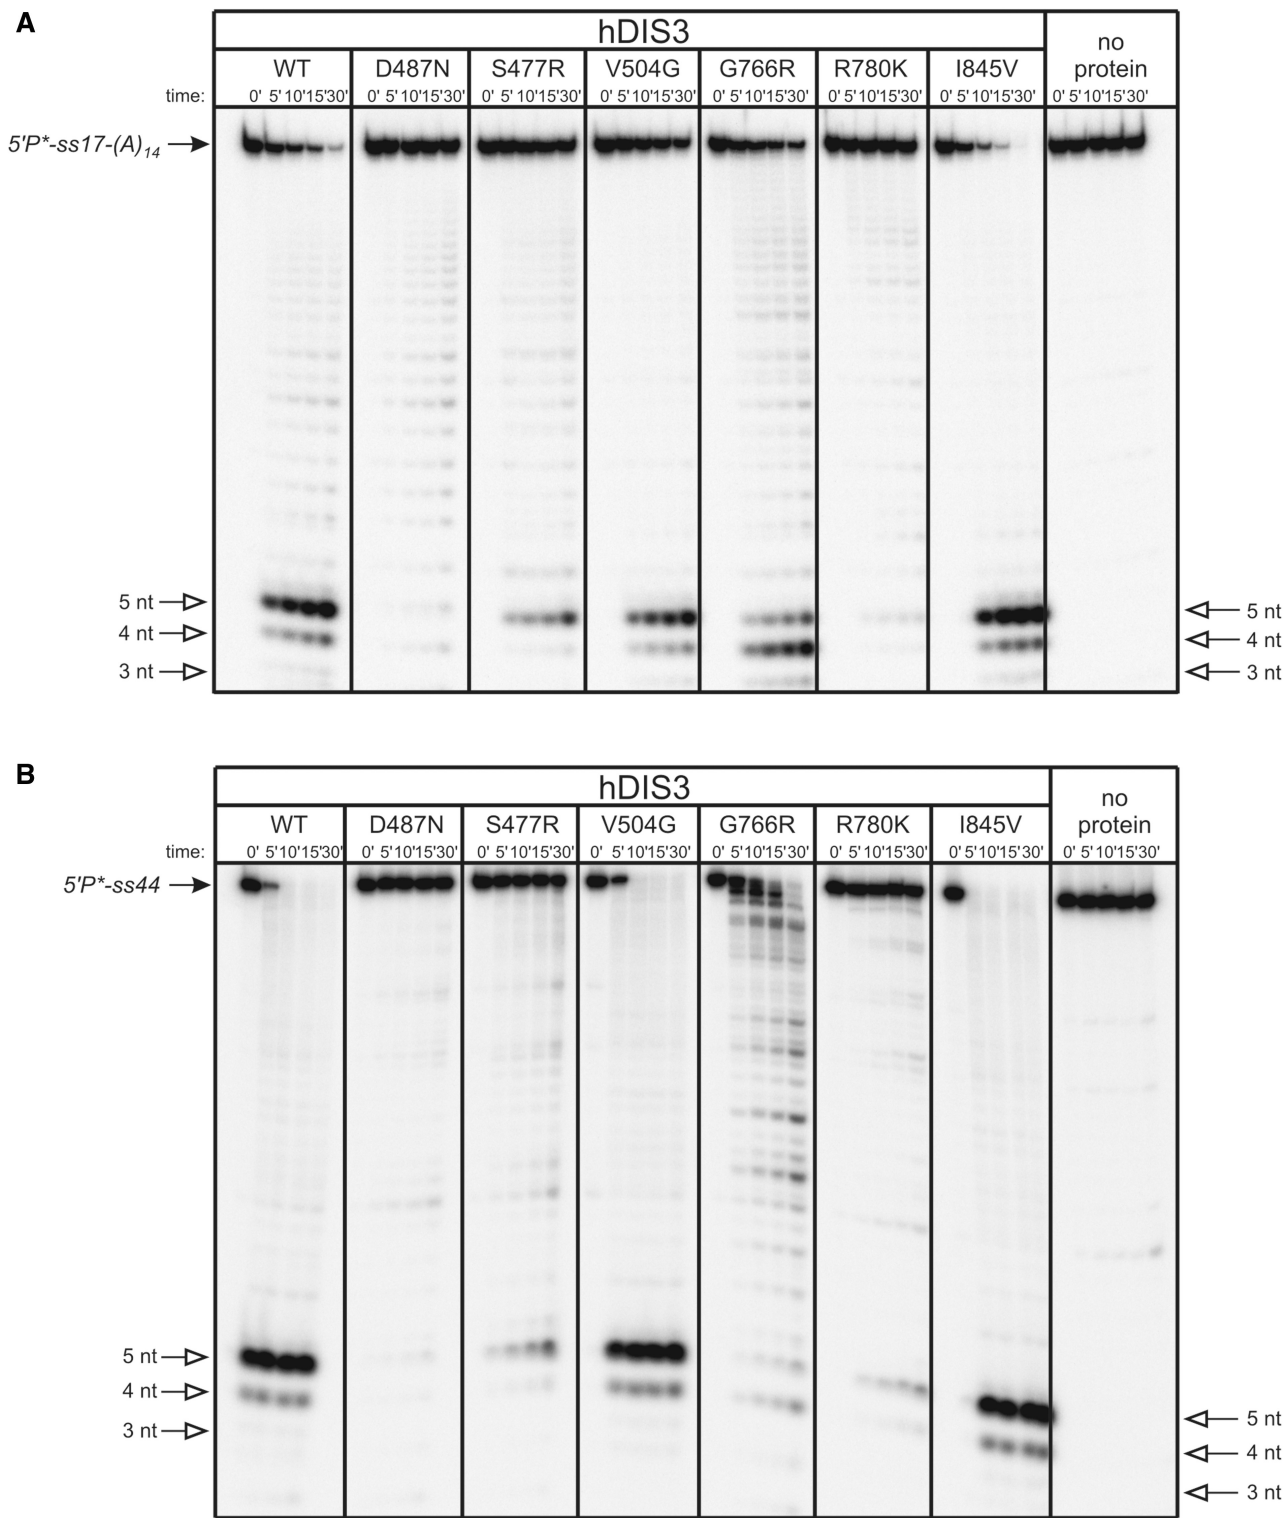 A
hDIS3
no protein
WT D487N S477R V504G G766R R780K I845V
time: 0' 5' 10' 15' 30' 0' 5' 10' 15' 30' 0' 5' 10' 15' 30' 0' 5' 10' 15' 30' 0' 5' 10' 15' 30' 0' 5' 10' 15' 30' 0' 5' 10' 15' 30' 0' 5' 10' 15' 30'
5'P*-ss17-(A)14
5 nt 5 nt
4 nt 4 nt
3 nt 3 nt
B
hDIS3
no protein
WT D487N S477R V504G G766R R780K I845V
time: 0' 5' 10' 15' 30' 0' 5' 10' 15' 30' 0' 5' 10' 15' 30' 0' 5' 10' 15' 30' 0' 5' 10' 15' 30' 0' 5' 10' 15' 30' 0' 5' 10' 15' 30' 0' 5' 10' 15' 30'
5'P*-ss44
5 nt
4 nt
3 nt
5 nt
4 nt
3 nt